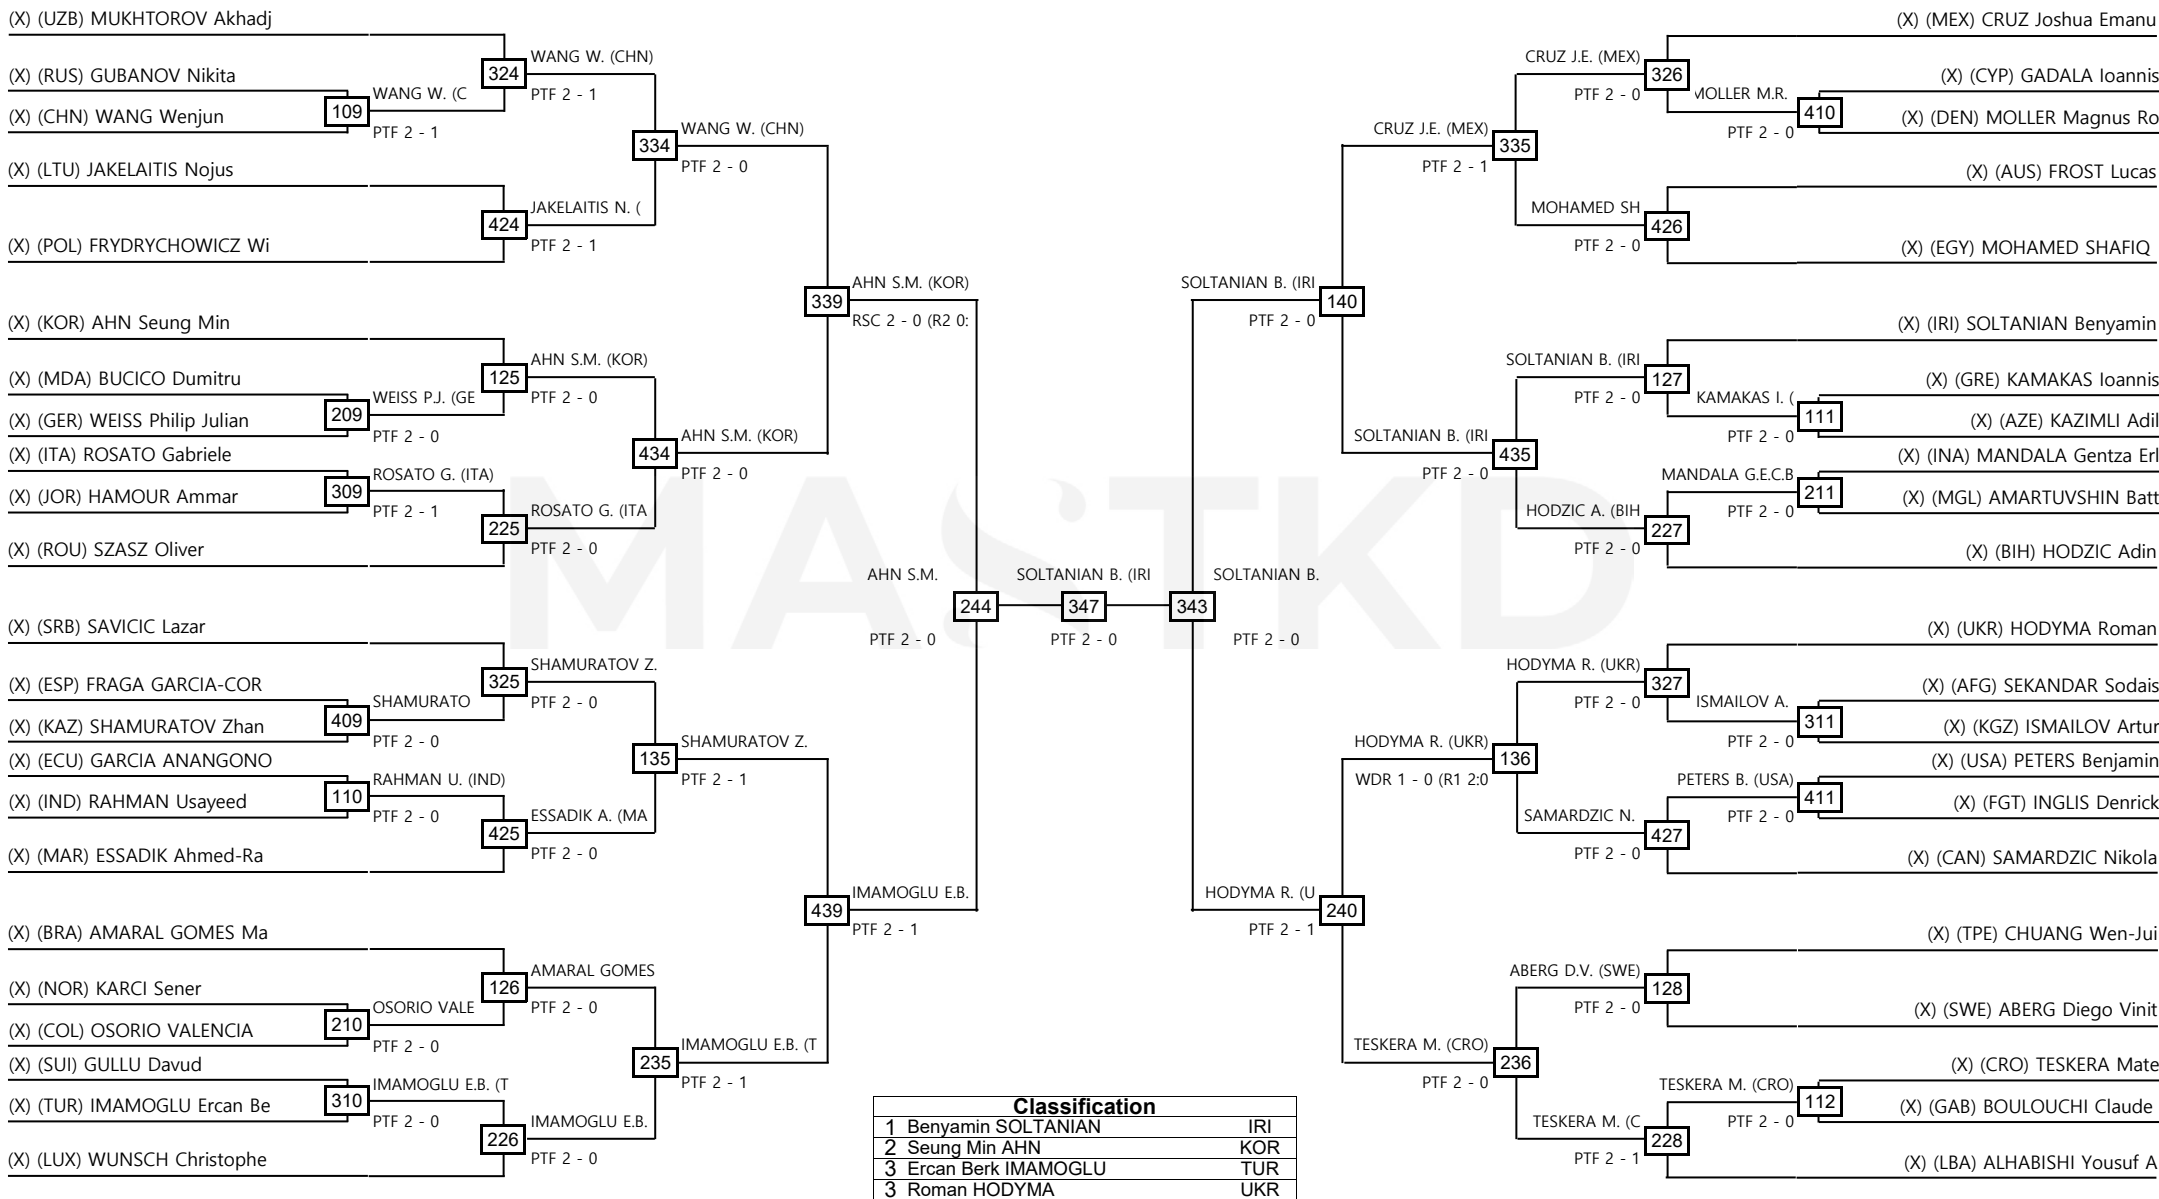 (X) (UZB) MUKHTOROV Akhadj
(X) (RUS) GUBANOV Nikita
(X) (CHN) WANG Wenjun
(X) (LTU) JAKELAITIS Nojus
(X) (POL) FRYDRYCHOWICZ Wi
(X) (KOR) AHN Seung Min
(X) (MDA) BUCICO Dumitru
(X) (GER) WEISS Philip Julian
(X) (ITA) ROSATO Gabriele
(X) (JOR) HAMOUR Ammar
(X) (ROU) SZASZ Oliver
(X) (SRB) SAVICIC Lazar
(X) (ESP) FRAGA GARCIA-COR
(X) (KAZ) SHAMURATOV Zhan
(X) (ECU) GARCIA ANANGONO
(X) (IND) RAHMAN Usayeed
(X) (MAR) ESSADIK Ahmed-Ra
(X) (BRA) AMARAL GOMES Ma
(X) (NOR) KARCI Sener
(X) (COL) OSORIO VALENCIA
(X) (SUI) GULLU Davud
(X) (TUR) IMAMOGLU Ercan Be
(X) (LUX) WUNSCH Christophe
109
WANG W. (C
PTF 2 - 1
209
WEISS P.J. (GE
PTF 2 - 0
309
ROSATO G. (ITA)
PTF 2 - 1
409
SHAMURATO
PTF 2 - 0
110
RAHMAN U. (IND)
PTF 2 - 0
210
OSORIO VALE
PTF 2 - 0
310
IMAMOGLU E.B. (T
PTF 2 - 0
324
WANG W. (CHN)
PTF 2 - 1
424
JAKELAITIS N. (
PTF 2 - 1
125
AHN S.M. (KOR)
PTF 2 - 0
225
ROSATO G. (ITA
PTF 2 - 0
325
SHAMURATOV Z.
PTF 2 - 0
425
ESSADIK A. (MA
PTF 2 - 0
126
AMARAL GOMES
PTF 2 - 0
226
IMAMOGLU E.B.
PTF 2 - 0
334
WANG W. (CHN)
PTF 2 - 0
434
AHN S.M. (KOR)
PTF 2 - 0
135
SHAMURATOV Z.
PTF 2 - 1
235
IMAMOGLU E.B. (T
PTF 2 - 1
339
AHN S.M. (KOR)
RSC 2 - 0 (R2 0:
439
IMAMOGLU E.B.
PTF 2 - 1
AHN S.M.
244
PTF 2 - 0
SOLTANIAN B. (IRI
347
PTF 2 - 0
SOLTANIAN B.
343
PTF 2 - 0
MASTKD
SOLTANIAN B. (IRI
140
PTF 2 - 0
HODYMA R. (U
240
PTF 2 - 1
CRUZ J.E. (MEX)
335
PTF 2 - 1
SOLTANIAN B. (IRI
435
PTF 2 - 0
HODYMA R. (UKR)
136
WDR 1 - 0 (R1 2:0
TESKERA M. (CRO)
236
PTF 2 - 0
CRUZ J.E. (MEX)
326
PTF 2 - 0
MOHAMED SH
426
PTF 2 - 0
SOLTANIAN B. (IRI
127
PTF 2 - 0
HODZIC A. (BIH
227
PTF 2 - 0
HODYMA R. (UKR)
327
PTF 2 - 0
SAMARDZIC N.
427
PTF 2 - 0
ABERG D.V. (SWE)
128
PTF 2 - 0
TESKERA M. (C
228
PTF 2 - 1
MOLLER M.R.
410
PTF 2 - 0
KAMAKAS I. (
111
PTF 2 - 0
MANDALA G.E.C.B
211
PTF 2 - 0
ISMAILOV A.
311
PTF 2 - 0
PETERS B. (USA)
411
PTF 2 - 0
TESKERA M. (CRO)
112
PTF 2 - 0
(X) (MEX) CRUZ Joshua Emanu
(X) (CYP) GADALA Ioannis
(X) (DEN) MOLLER Magnus Ro
(X) (AUS) FROST Lucas
(X) (EGY) MOHAMED SHAFIQ
(X) (IRI) SOLTANIAN Benyamin
(X) (GRE) KAMAKAS Ioannis
(X) (AZE) KAZIMLI Adil
(X) (INA) MANDALA Gentza Erl
(X) (MGL) AMARTUVSHIN Batt
(X) (BIH) HODZIC Adin
(X) (UKR) HODYMA Roman
(X) (AFG) SEKANDAR Sodais
(X) (KGZ) ISMAILOV Artur
(X) (USA) PETERS Benjamin
(X) (FGT) INGLIS Denrick
(X) (CAN) SAMARDZIC Nikola
(X) (TPE) CHUANG Wen-Jui
(X) (SWE) ABERG Diego Vinit
(X) (CRO) TESKERA Mate
(X) (GAB) BOULOUCHI Claude
(X) (LBA) ALHABISHI Yousuf A
Classification
1 Benyamin SOLTANIAN IRI
2 Seung Min AHN KOR
3 Ercan Berk IMAMOGLU TUR
3 Roman HODYMA UKR